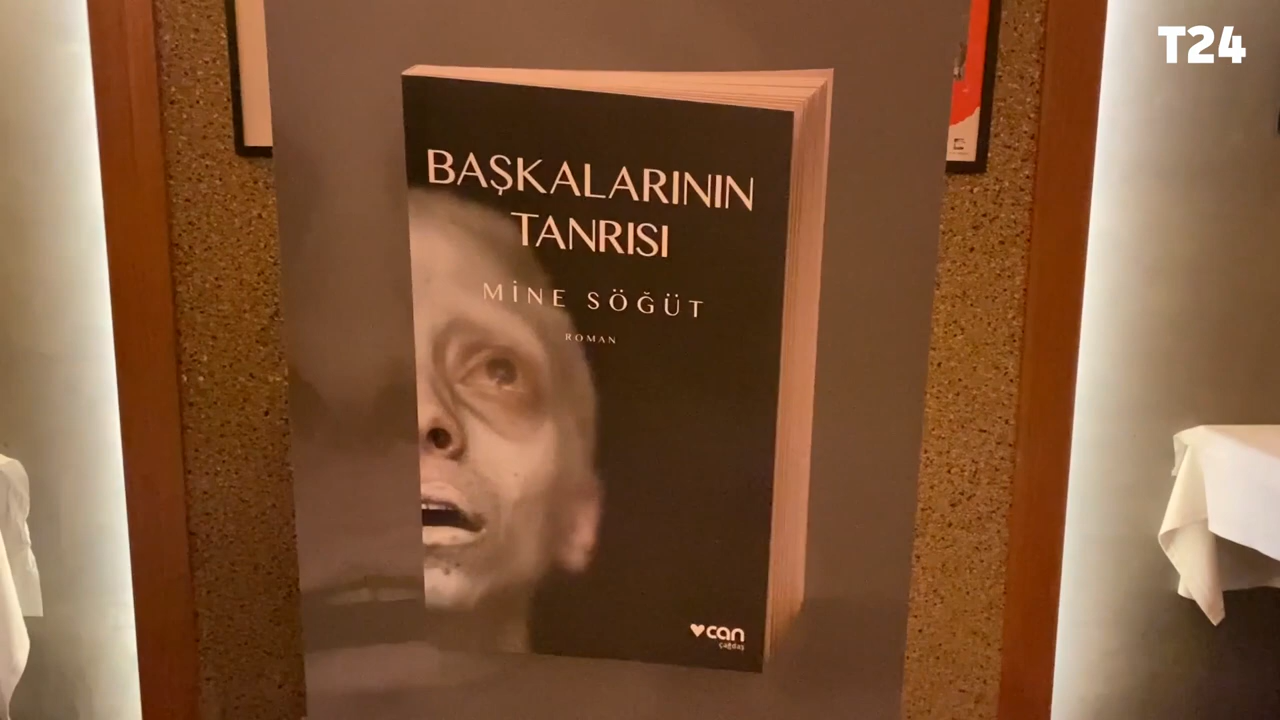 T24
BAŞKALARININ
TANRISI
MİNE SÖĞÜT
ROMAN
can
çağdaş